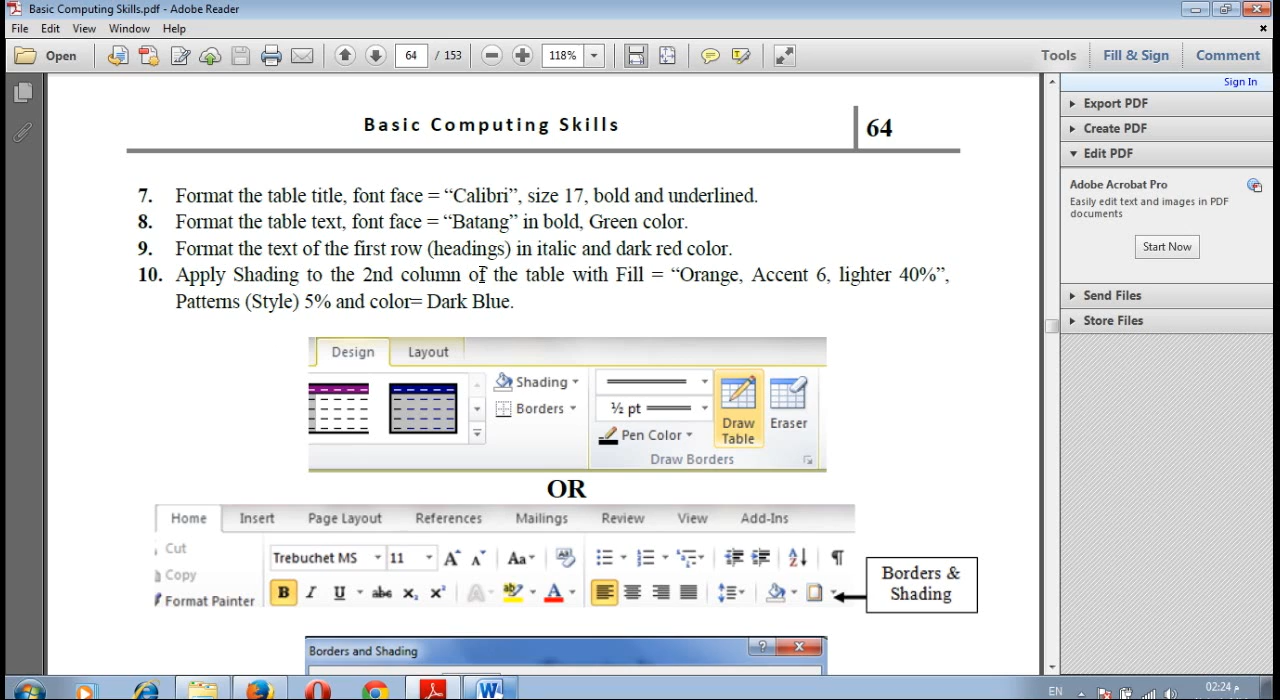 Basic Computing Skills.pdf - Adobe Reader
File Edit View Window Help
Open 64 / 153 118% Tools Fill & Sign Comment
Sign In
Export PDF
Create PDF
Edit PDF
Adobe Acrobat Pro
Easily edit text and images in PDF
documents
Start Now
Send Files
Store Files
Basic Computing Skills 64
7. Format the table title, font face = “Calibri”, size 17, bold and underlined.
8. Format the table text, font face = “Batang” in bold, Green color.
9. Format the text of the first row (headings) in italic and dark red color.
10. Apply Shading to the 2nd column of the table with Fill = “Orange, Accent 6, lighter 40%”,
Patterns (Style) 5% and color= Dark Blue.
Design Layout
Shading
Borders
½ pt
Pen Color
Draw
Table
Eraser
Draw Borders
OR
Home Insert Page Layout References Mailings Review View Add-Ins
Cut
Copy
Format Painter
Trebuchet MS 11 A A Aa
B I U abc X₂ X² A ab A
Borders &
Shading
Borders and Shading
EN
02:24 م